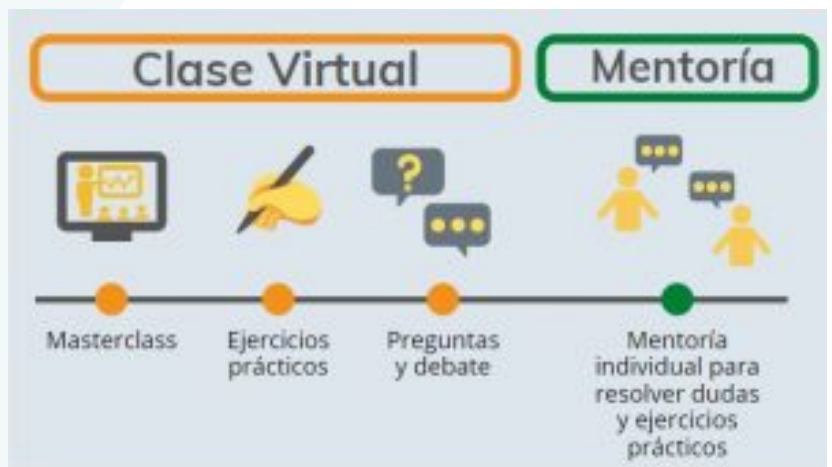 Clase Virtual
Mentoría
Masterclass
Ejercicios
prácticos
Preguntas
y debate
Mentoría
individual para
resolver dudas
y ejercicios
prácticos